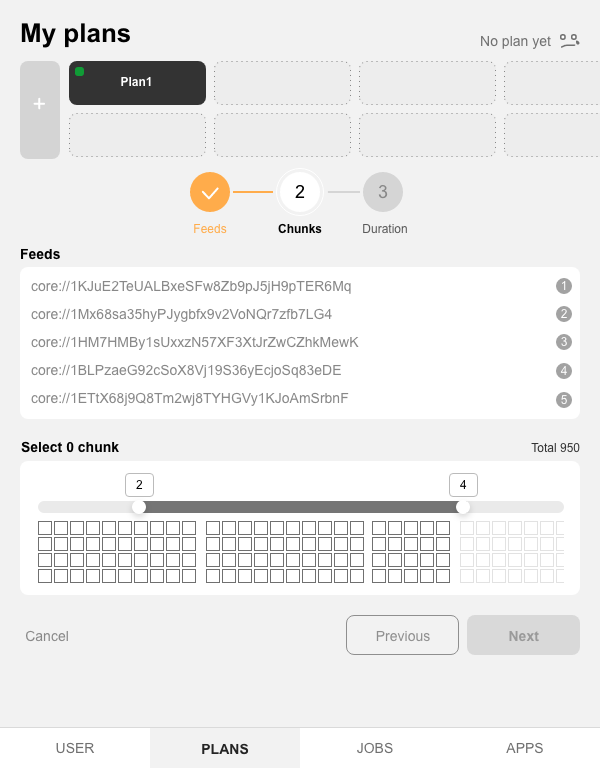 My plans
No plan yet
+
Plan1
2
3
Feeds
Chunks
Duration
Feeds
core://1KJuE2TeUALBxeSFw8Zb9pJ5jH9pTER6Mq 1
core://1Mx68sa35hyPJygbfx9v2VoNQr7zfb7LG4 2
core://1HM7HMBy1sUxxzN57XF3XtJrZwCZhkMewK 3
core://1BLPzaeG92cSoX8Vj19S36yEcjoSq83eDE 4
core://1ETtX68j9Q8Tm2wj8TYHGVy1KJoAmSrbnF 5
Select 0 chunk
Total 950
2
4
Cancel
Previous
Next
USER
PLANS
JOBS
APPS